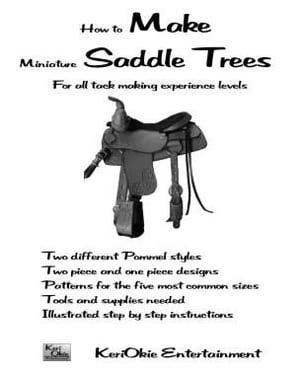 How to Make
Miniature Saddle Trees
For all tack making experience levels
Two different Pommel styles
Two piece and one piece designs
Patterns for the five most common sizes
Tools and supplies needed
Illustrated step by step instructions
Keri
Okie
KeriOkie Entertainment